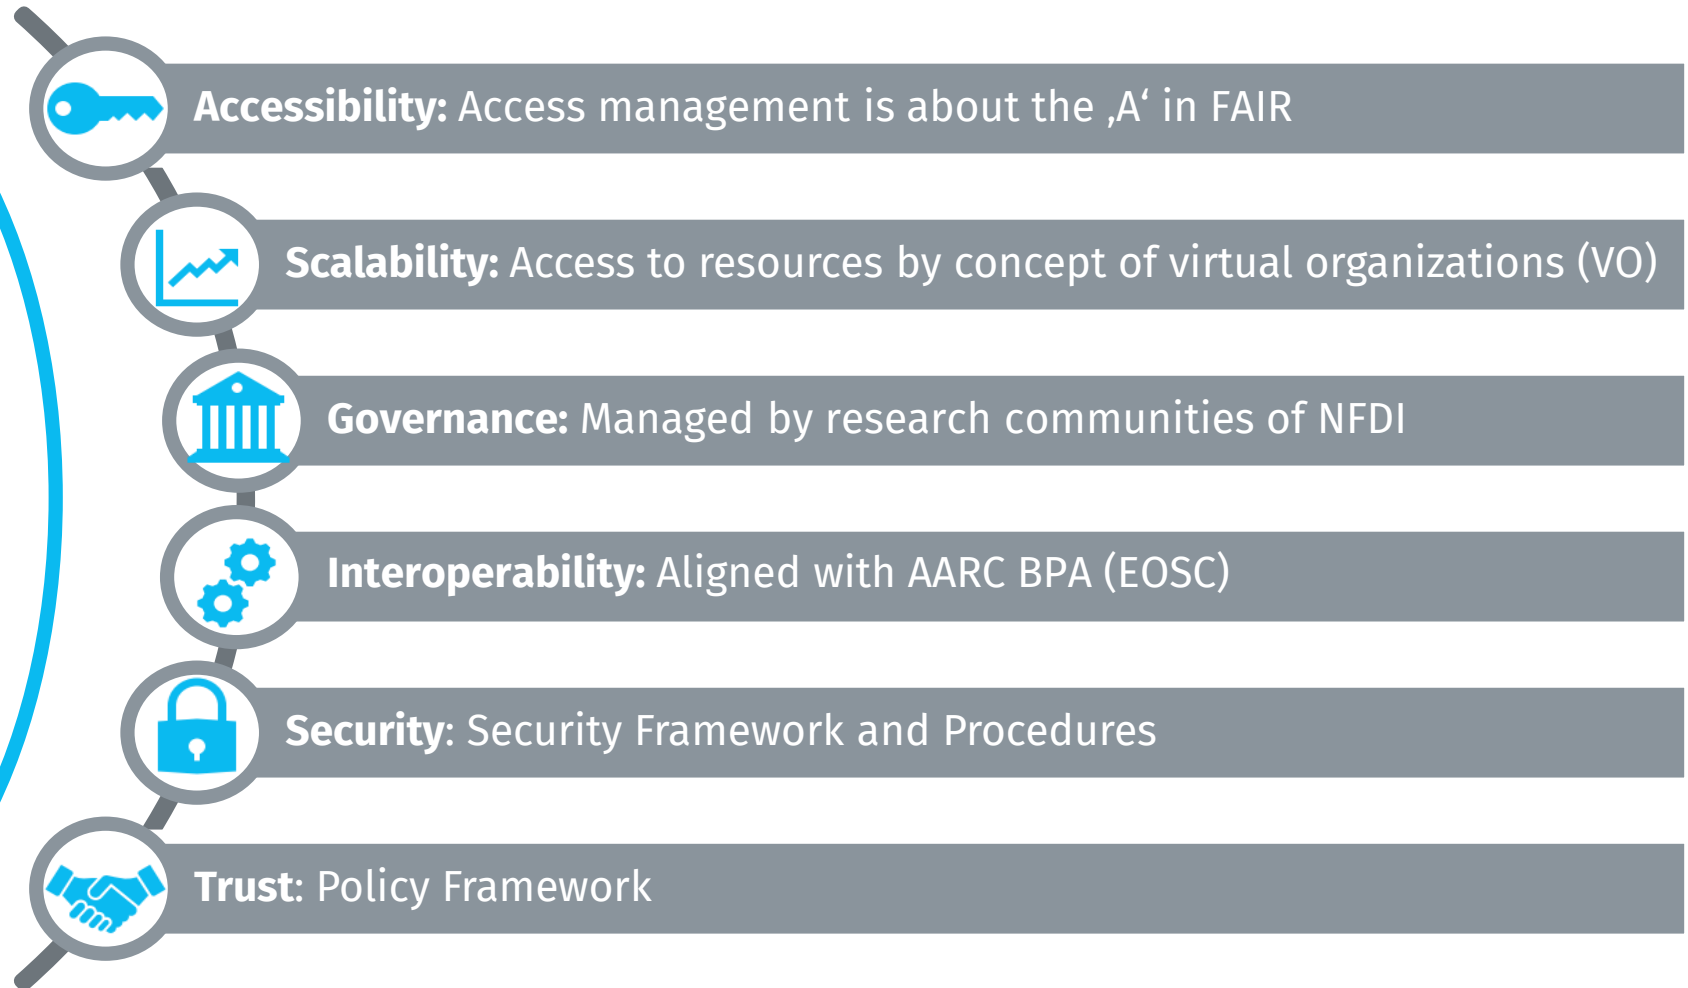 Accessibility: Access management is about the ‚A‘ in FAIR
Scalability: Access to resources by concept of virtual organizations (VO)
Governance: Managed by research communities of NFDI
Interoperability: Aligned with AARC BPA (EOSC)
Security: Security Framework and Procedures
Trust: Policy Framework